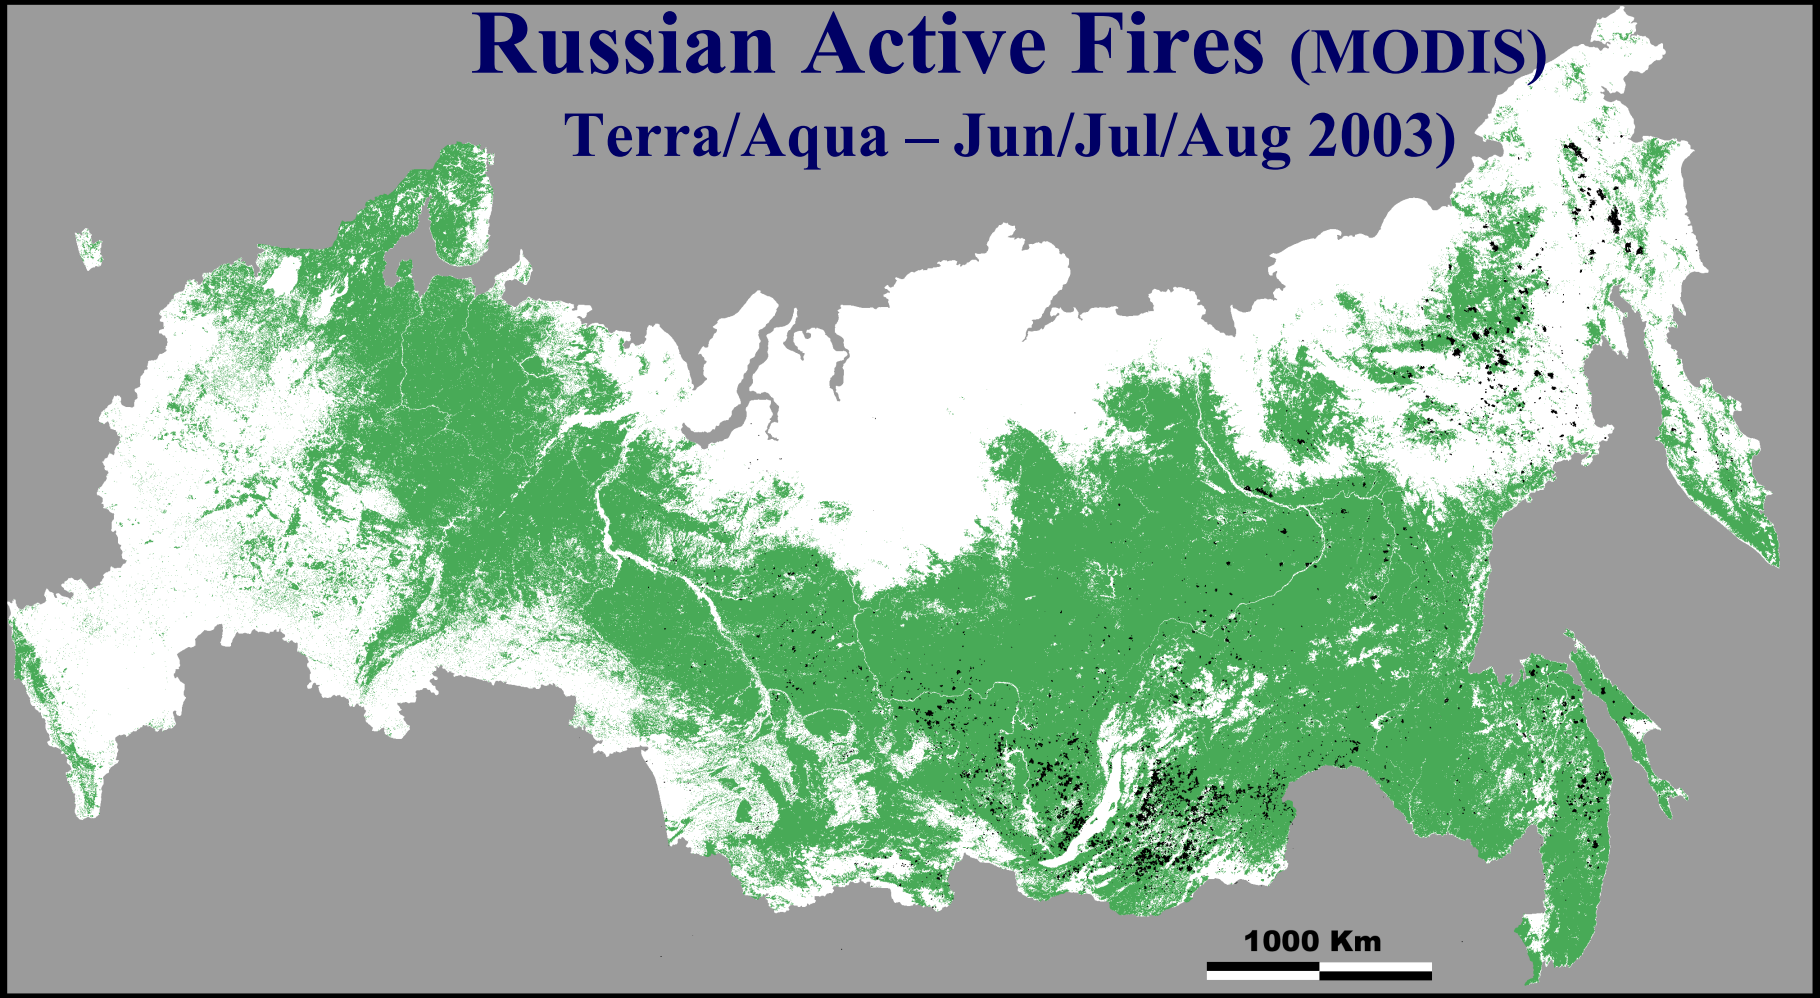 Russian Active Fires (MODIS)
Terra/Aqua – Jun/Jul/Aug 2003)
1000 Km